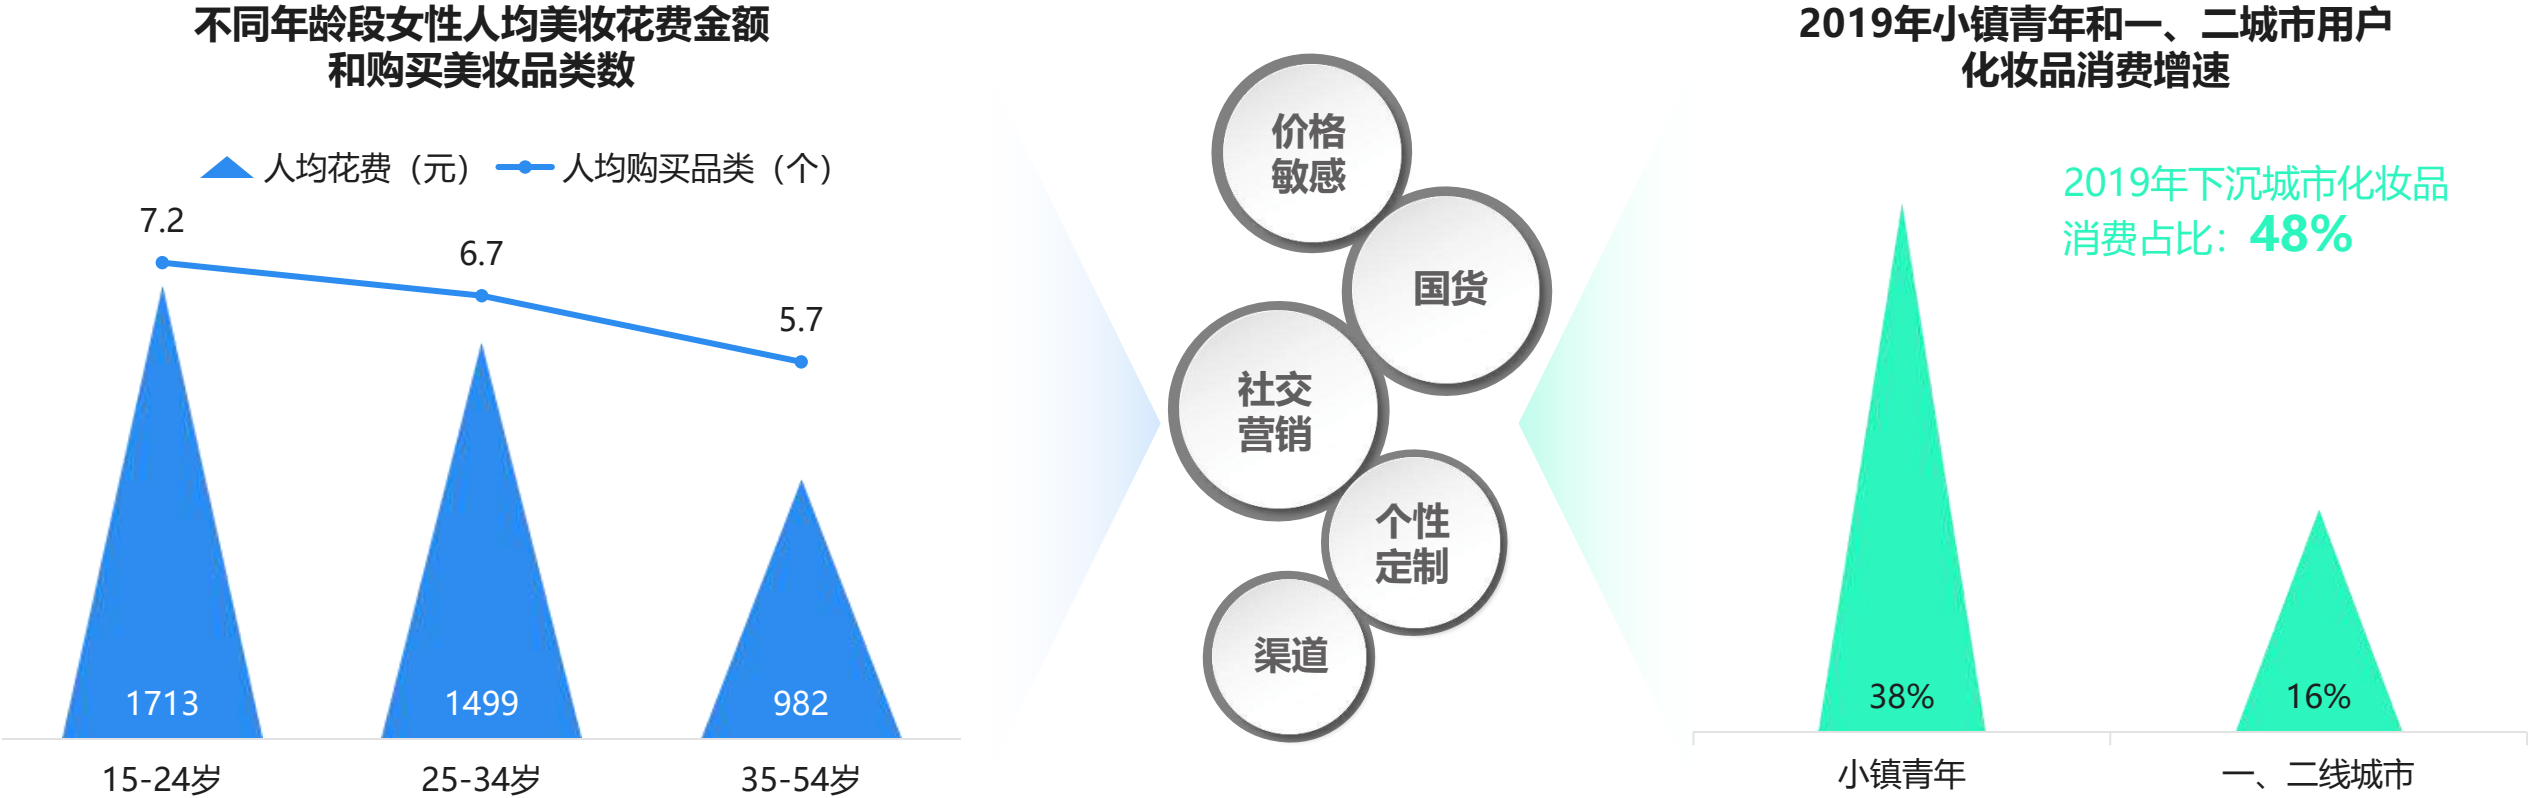 不同年龄段女性人均美妆花费金额
和购买美妆品类数
人均花费（元）
人均购买品类（个）
7.2
6.7
5.7
1713
1499
982
15-24岁
25-34岁
35-54岁
价格
敏感
国货
社交
营销
个性
定制
渠道
2019年小镇青年和一、二城市用户
化妆品消费增速
2019年下沉城市化妆品
消费占比：48%
38%
16%
小镇青年
一、二线城市